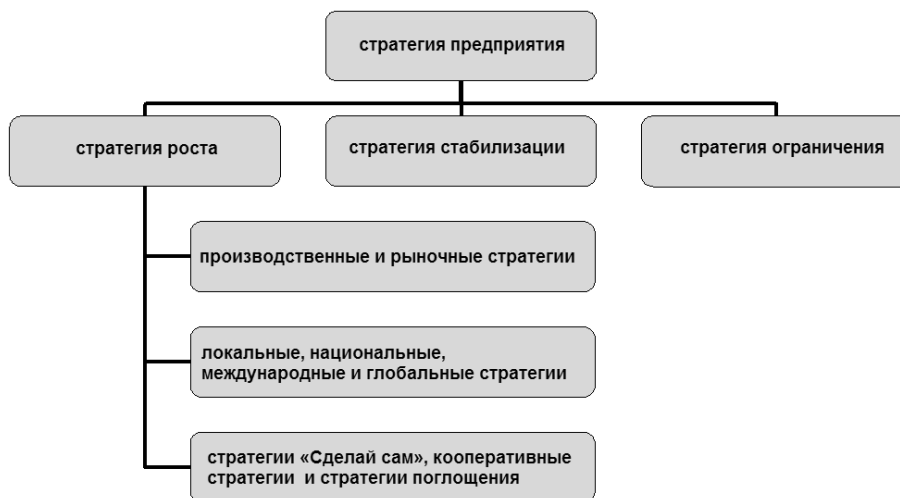 стратегия предприятия
стратегия роста
стратегия стабилизации
стратегия ограничения
производственные и рыночные стратегии
локальные, национальные,
международные и глобальные стратегии
стратегии «Сделай сам», кооперативные
стратегии и стратегии поглощения